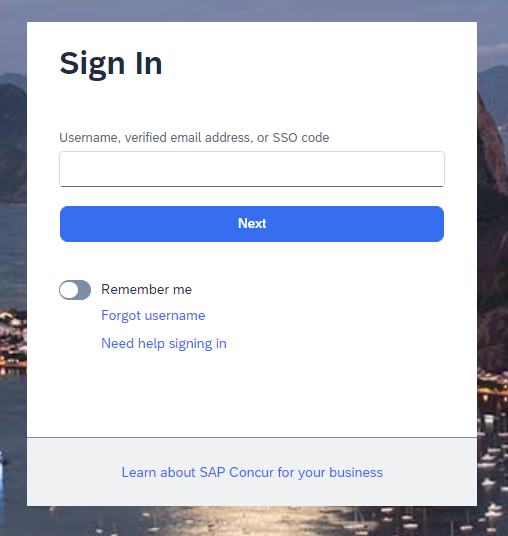 Sign In
Username, verified email address, or SSO code
Next
Remember me
Forgot username
Need help signing in
Learn about SAP Concur for your business